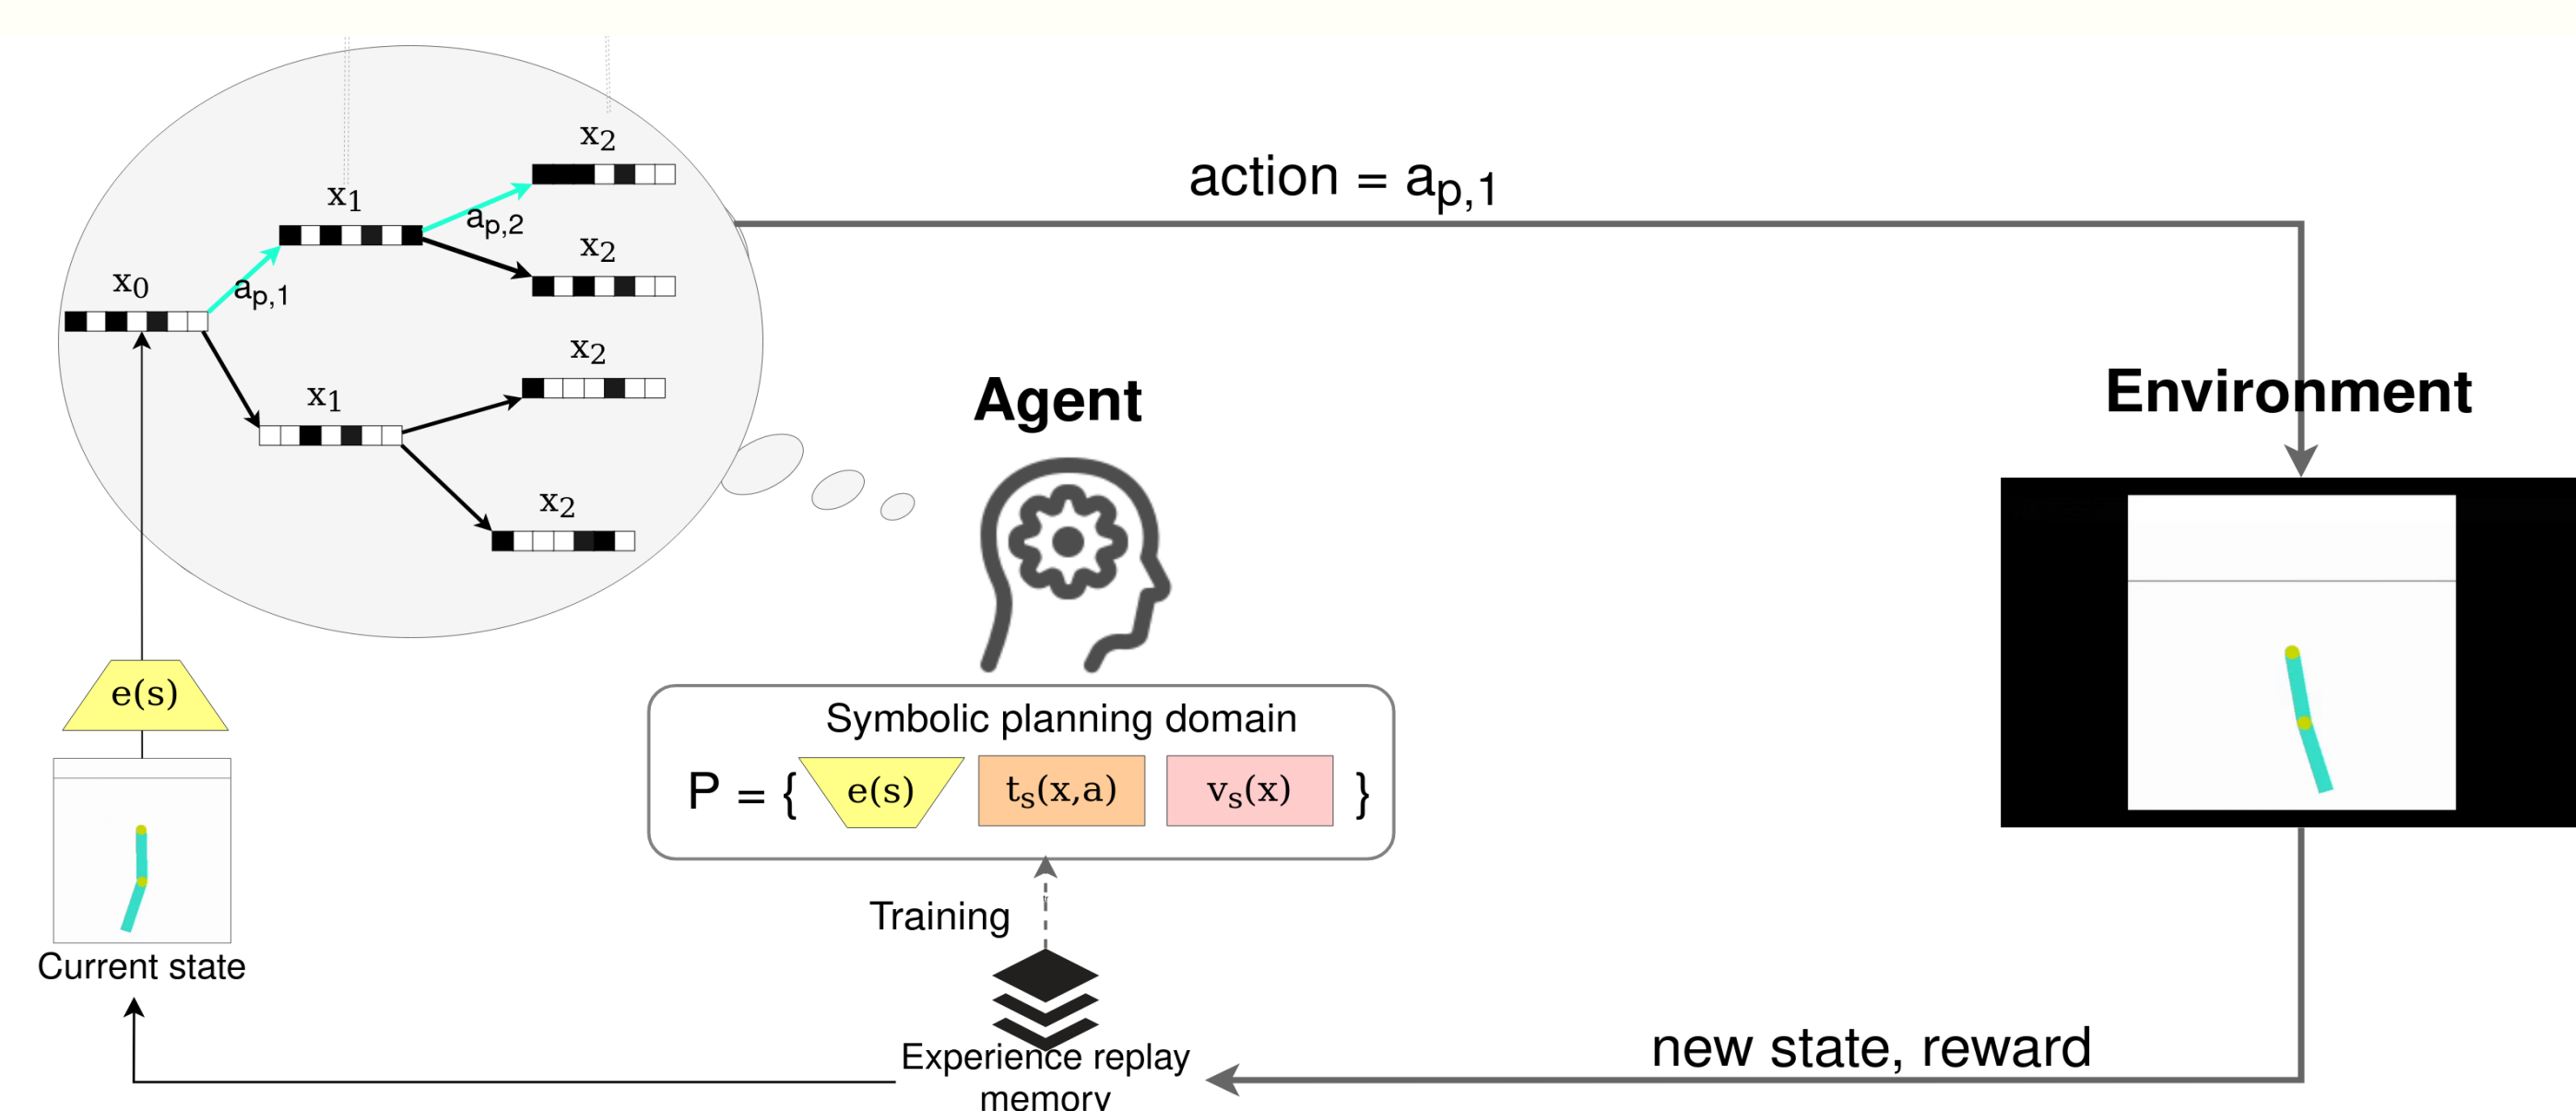 x2
x1
ap,2
x2
x0
ap,1
x2
x1
x2
action = ap,1
Agent
Environment
e(s)
Symbolic planning domain
P = { e(s) ts(x,a) vs(x) }
Training
Current state
Experience replay
memory
new state, reward